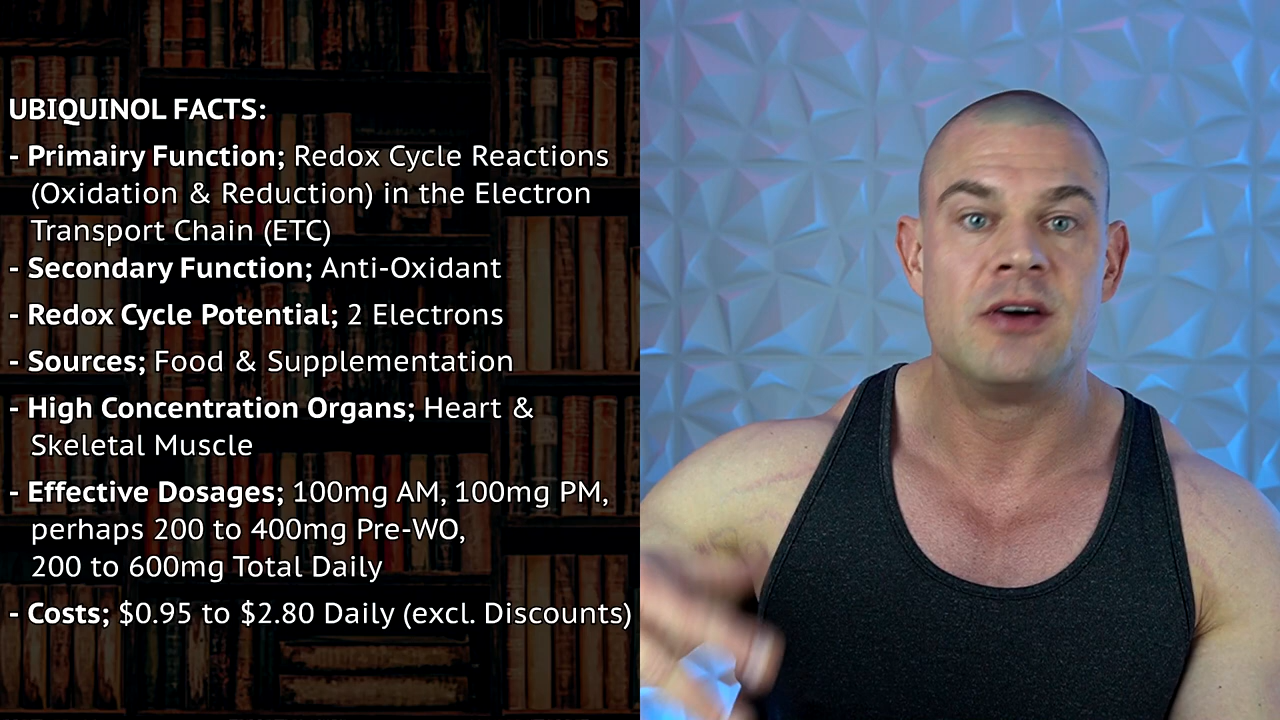 UBIQUINOL FACTS:
- Primairy Function; Redox Cycle Reactions
(Oxidation & Reduction) in the Electron
Transport Chain (ETC)
- Secondary Function; Anti-Oxidant
- Redox Cycle Potential; 2 Electrons
- Sources; Food & Supplementation
- High Concentration Organs; Heart &
Skeletal Muscle
- Effective Dosages; 100mg AM, 100mg PM,
perhaps 200 to 400mg Pre-WO,
200 to 600mg Total Daily
- Costs; $0.95 to $2.80 Daily (excl. Discounts)